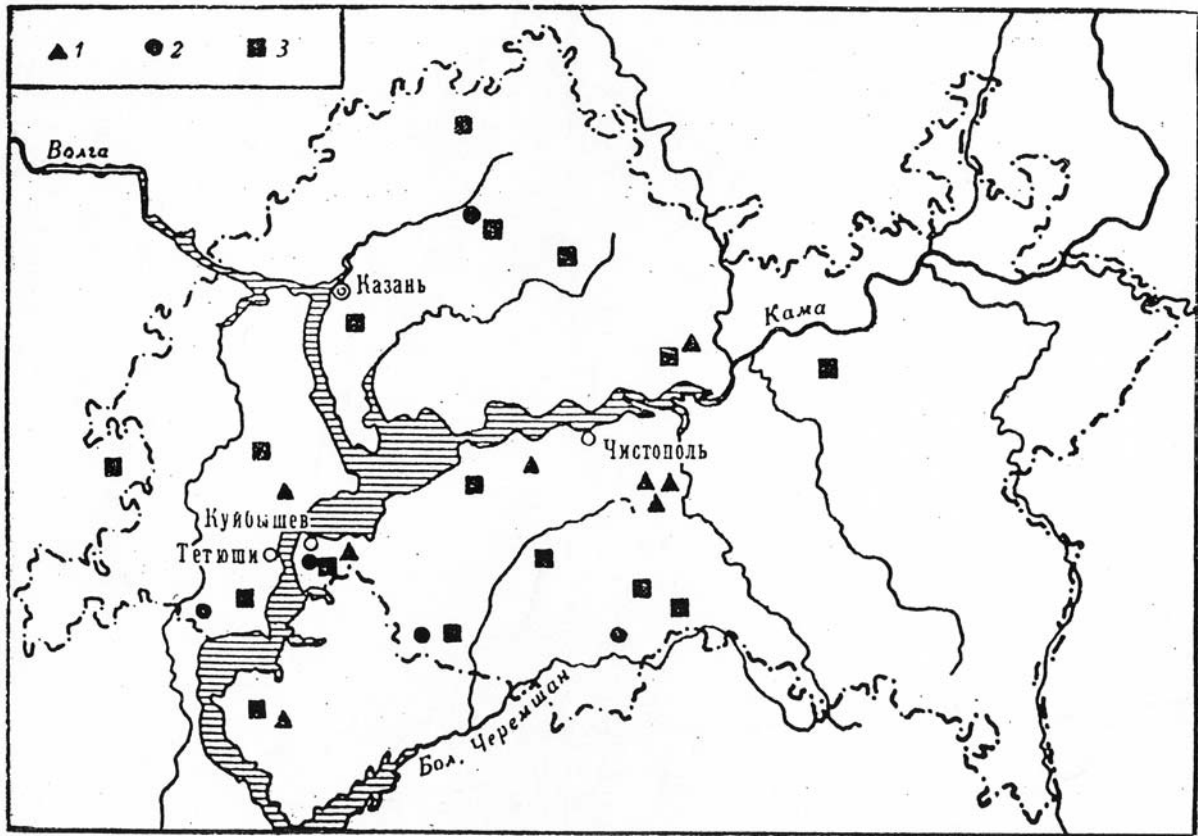 1 2 3
Волга
Казань
Кама
Чистополь
Куйбышев
Тетюши
Бол. Черемшан